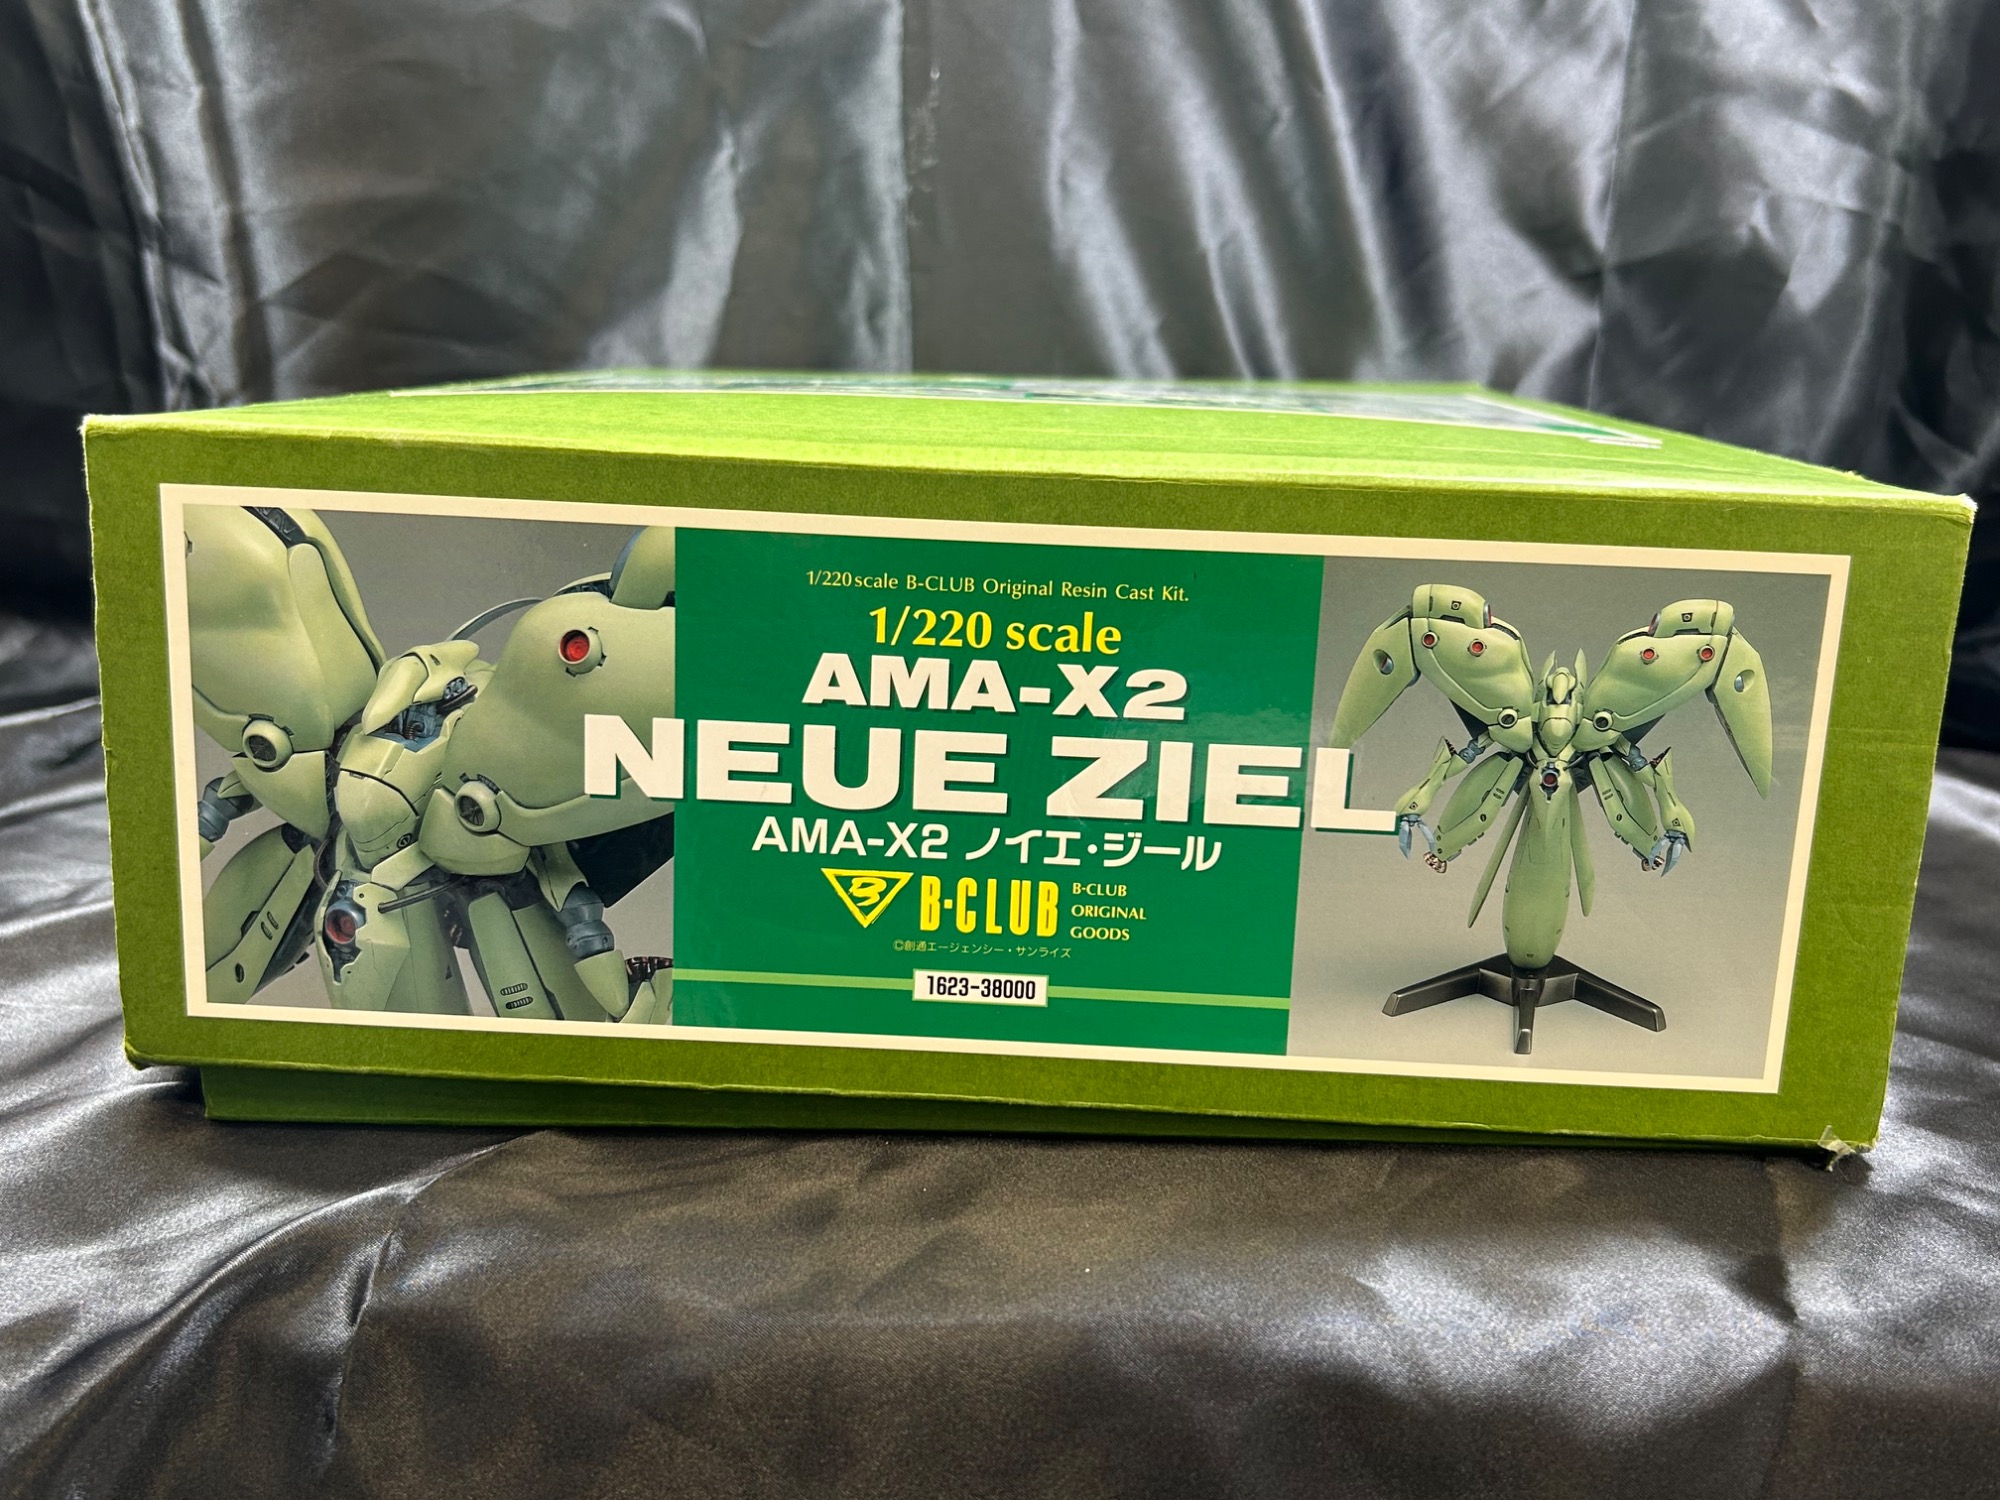 1/220scale B-CLUB Original Resin Cast Kit.
1/220 scale
AMA-X2
NEUE ZIEL
AMA-X2 ノイエ・ジール
B-CLUB
B-CLUB
ORIGINAL
GOODS
©創通エージェンシー・サンライズ
1623-38000